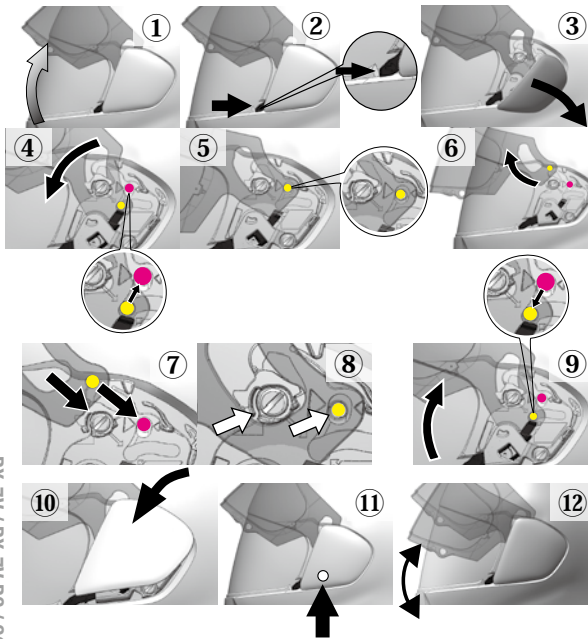 ① ② ③
④ ⑤ ⑥
⑦ ⑧ ⑨
⑩ ⑪ ⑫